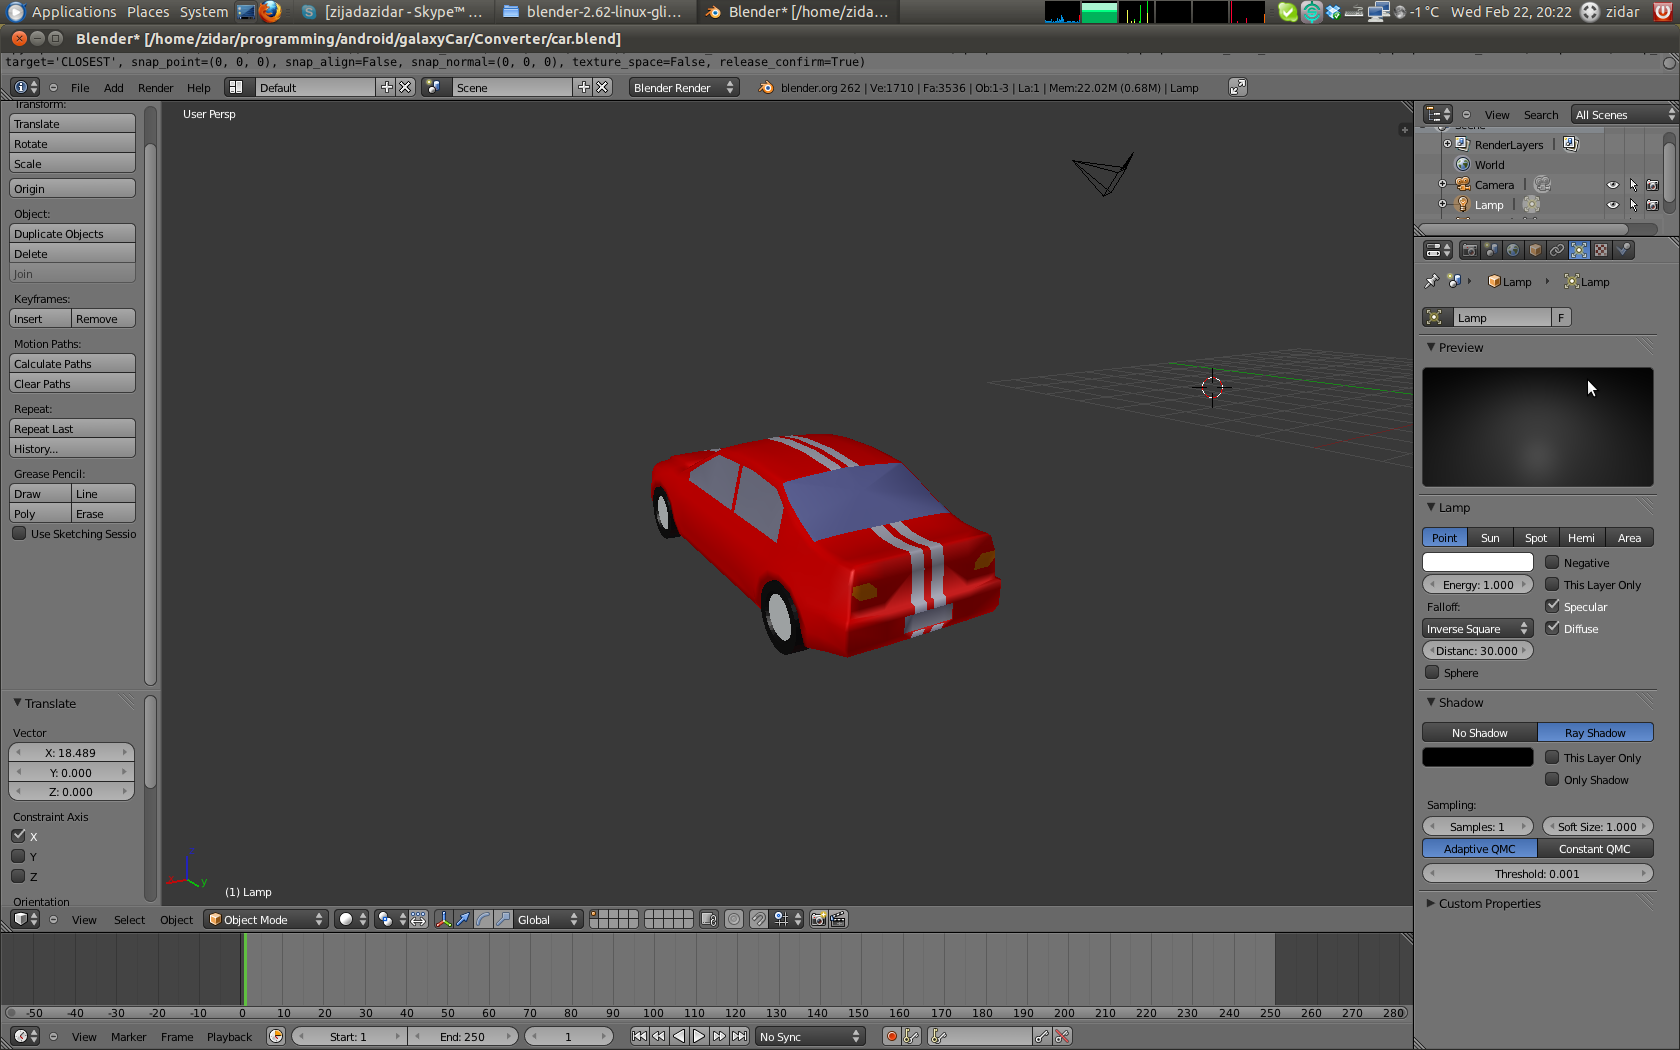 Applications Places System [zijadazidar - Skype™ ... blender-2.62-linux-gli... Blender* [/home/zida... -1 °C Wed Feb 22, 20:22 zidar
Blender* [/home/zidar/programming/android/galaxyCar/Converter/car.blend]
target='CLOSEST', snap_point=(0, 0, 0), snap_align=False, snap_normal=(0, 0, 0), texture_space=False, release_confirm=True)
File Add Render Help Default Scene Blender Render blender.org 262 | Ve:1710 | Fa:3536 | Ob:1-3 | La:1 | Mem:22.02M (0.68M) | Lamp
Transform:
Translate
Rotate
Scale
Origin
Object:
Duplicate Objects
Delete
Join
Keyframes:
Insert Remove
Motion Paths:
Calculate Paths
Clear Paths
Repeat:
Repeat Last
History...
Grease Pencil:
Draw Line
Poly Erase
Use Sketching Sessio
Translate
Vector
X: 18.489
Y: 0.000
Z: 0.000
Constraint Axis
X
Y
Z
Orientation
User Persp
y
(1) Lamp
View Select Object Object Mode Global
-50 -40 -30 -20 -10 0 10 20 30 40 50 60 70 80 90 100 110 120 130 140 150 160 170 180 190 200 210 220 230 240 250 260 270 280
View Marker Frame Playback Start: 1 End: 250 1 No Sync
View Search All Scenes
Scene
RenderLayers |
World
Camera |
Lamp |
Lamp Lamp
Lamp F
Preview
Lamp
Point Sun Spot Hemi Area
Negative
Energy: 1.000 This Layer Only
Falloff: Specular
Inverse Square Diffuse
Distanc: 30.000
Sphere
Shadow
No Shadow Ray Shadow
This Layer Only
Only Shadow
Sampling:
Samples: 1 Soft Size: 1.000
Adaptive QMC Constant QMC
Threshold: 0.001
Custom Properties